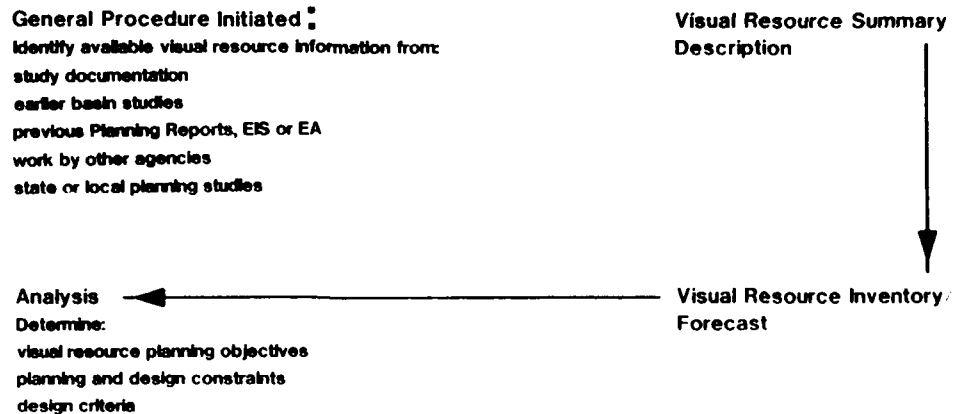 General Procedure Initiated :
Identify available visual resource information from:
study documentation
earlier basin studies
previous Planning Reports, EIS or EA
work by other agencies
state or local planning studies
Visual Resource Summary
Description
Analysis
Determine:
visual resource planning objectives
planning and design constraints
design criteria
Visual Resource Inventory/
Forecast